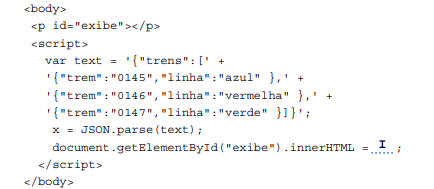 <body>
<p id="exibe"></p>
<script>
var text = '{"trens":[' +
'{"trem":"0145","linha":"azul" },' +
'{"trem":"0146","linha":"vermelha" },' +
'{"trem":"0147","linha":"verde" }]}';
x = JSON.parse(text);
document.getElementById("exibe").innerHTML =..I..;
</script>
</body>